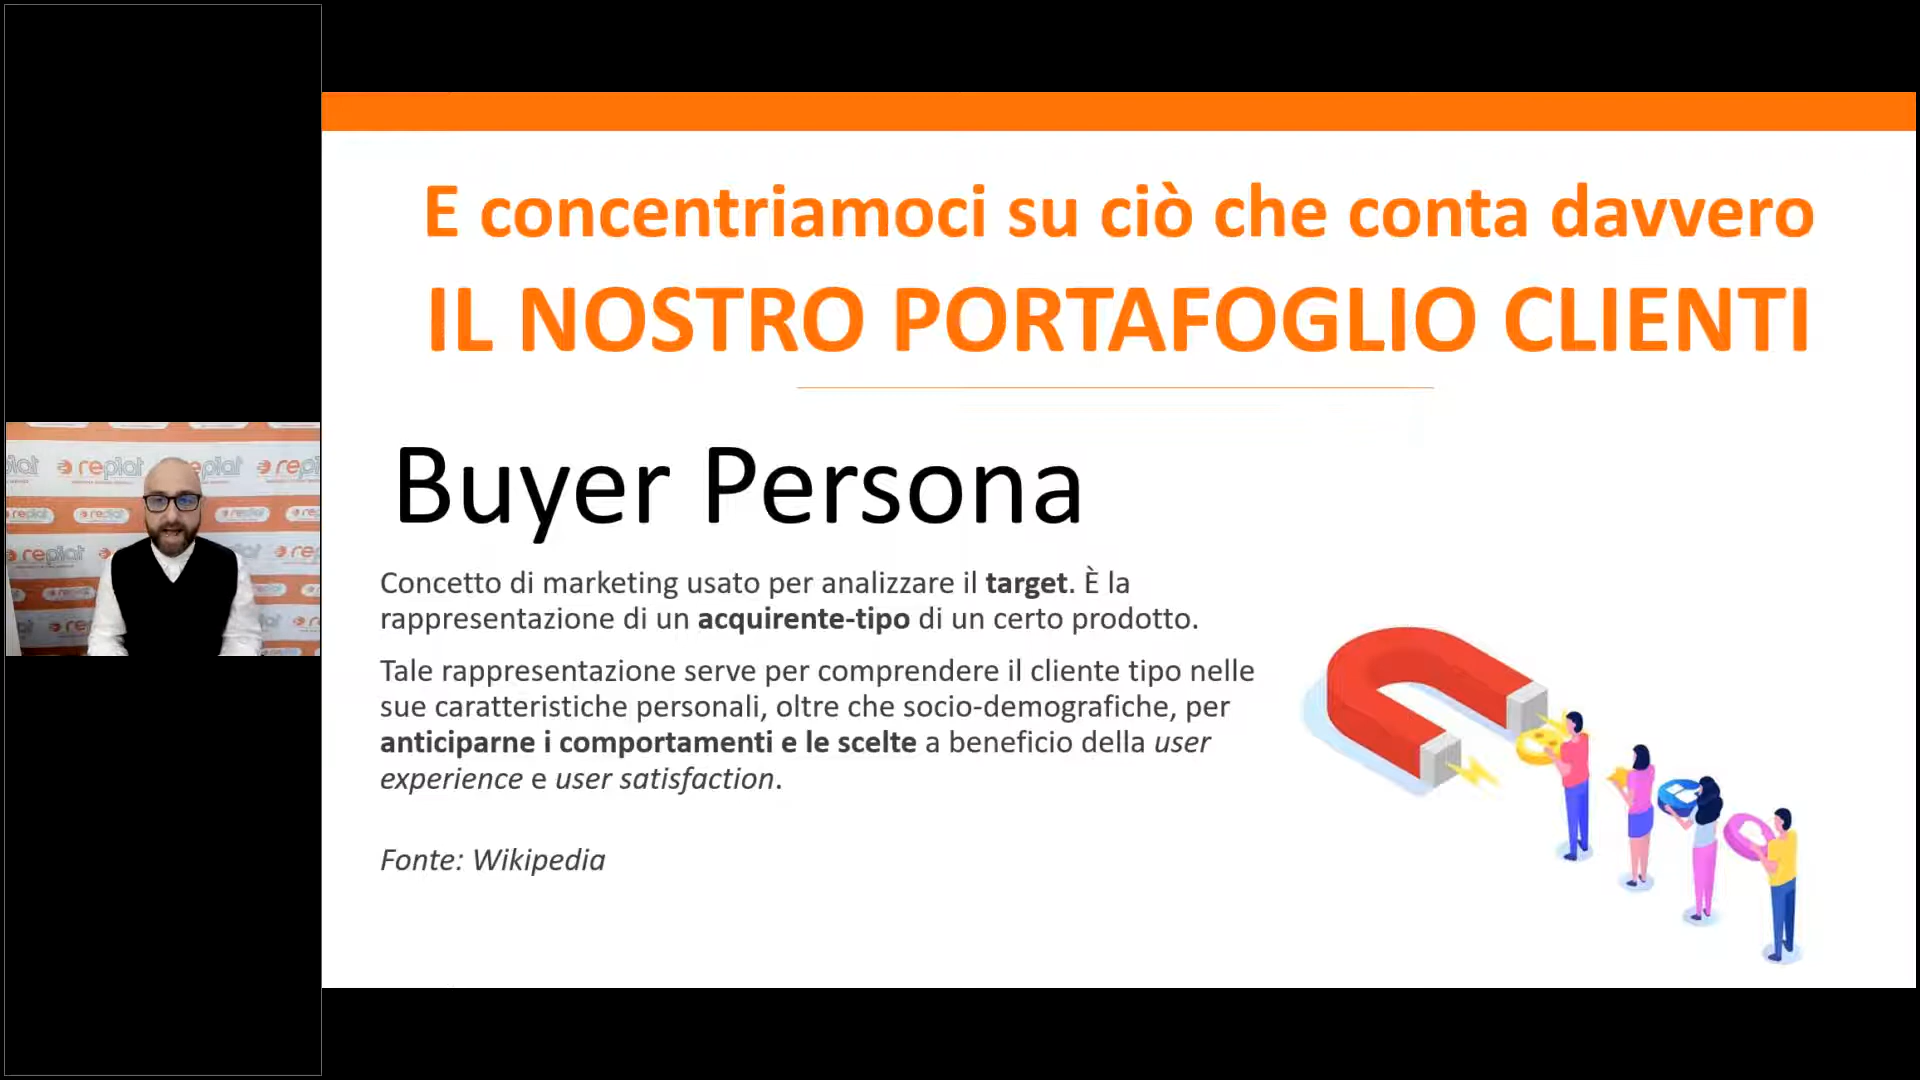 E concentriamoci su ciò che conta davvero
IL NOSTRO PORTAFOGLIO CLIENTI
Buyer Persona
Concetto di marketing usato per analizzare il target. È la
rappresentazione di un acquirente-tipo di un certo prodotto.
Tale rappresentazione serve per comprendere il cliente tipo nelle
sue caratteristiche personali, oltre che socio-demografiche, per
anticiparne i comportamenti e le scelte a beneficio della user
experience e user satisfaction.
Fonte: Wikipedia
replat